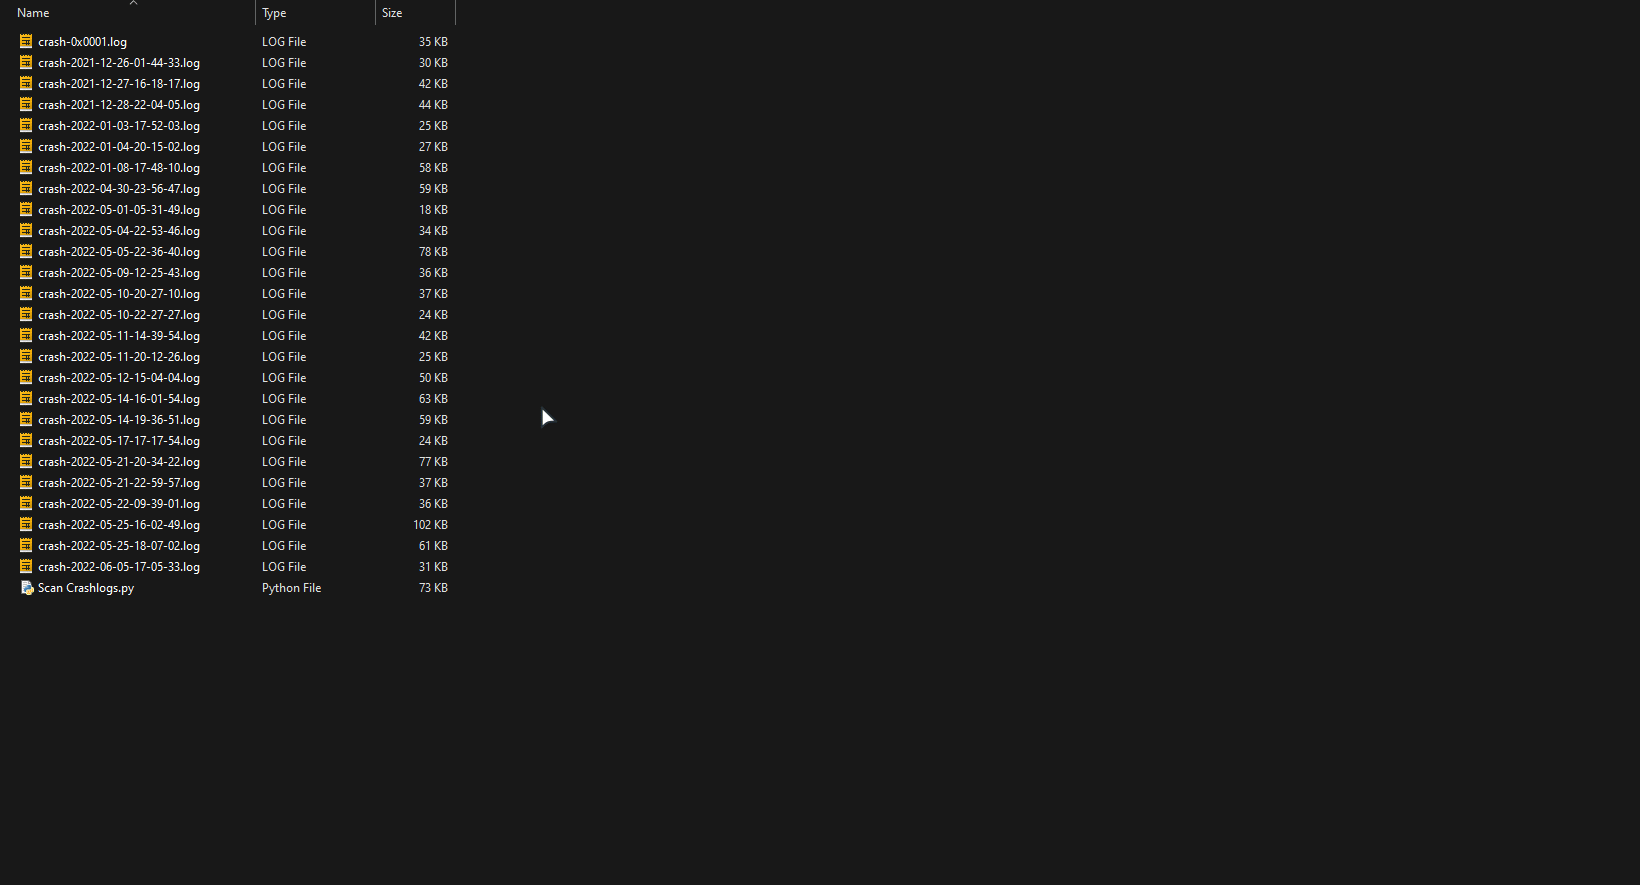 Name Type Size
crash-0x0001.log LOG File 35 KB
crash-2021-12-26-01-44-33.log LOG File 30 KB
crash-2021-12-27-16-18-17.log LOG File 42 KB
crash-2021-12-28-22-04-05.log LOG File 44 KB
crash-2022-01-03-17-52-03.log LOG File 25 KB
crash-2022-01-04-20-15-02.log LOG File 27 KB
crash-2022-01-08-17-48-10.log LOG File 58 KB
crash-2022-04-30-23-56-47.log LOG File 59 KB
crash-2022-05-01-05-31-49.log LOG File 18 KB
crash-2022-05-04-22-53-46.log LOG File 34 KB
crash-2022-05-05-22-36-40.log LOG File 78 KB
crash-2022-05-09-12-25-43.log LOG File 36 KB
crash-2022-05-10-20-27-10.log LOG File 37 KB
crash-2022-05-10-22-27-27.log LOG File 24 KB
crash-2022-05-11-14-39-54.log LOG File 42 KB
crash-2022-05-11-20-12-26.log LOG File 25 KB
crash-2022-05-12-15-04-04.log LOG File 50 KB
crash-2022-05-14-16-01-54.log LOG File 63 KB
crash-2022-05-14-19-36-51.log LOG File 59 KB
crash-2022-05-17-17-17-54.log LOG File 24 KB
crash-2022-05-21-20-34-22.log LOG File 77 KB
crash-2022-05-21-22-59-57.log LOG File 37 KB
crash-2022-05-22-09-39-01.log LOG File 36 KB
crash-2022-05-25-16-02-49.log LOG File 102 KB
crash-2022-05-25-18-07-02.log LOG File 61 KB
crash-2022-06-05-17-05-33.log LOG File 31 KB
Scan Crashlogs.py Python File 73 KB